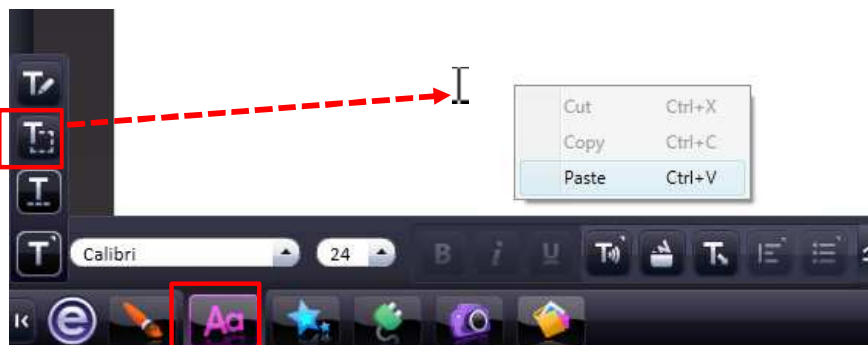 Cut Ctrl+X
Copy Ctrl+C
Paste Ctrl+V
T
T
T
T Calibri 24 B i U T T
e Aa